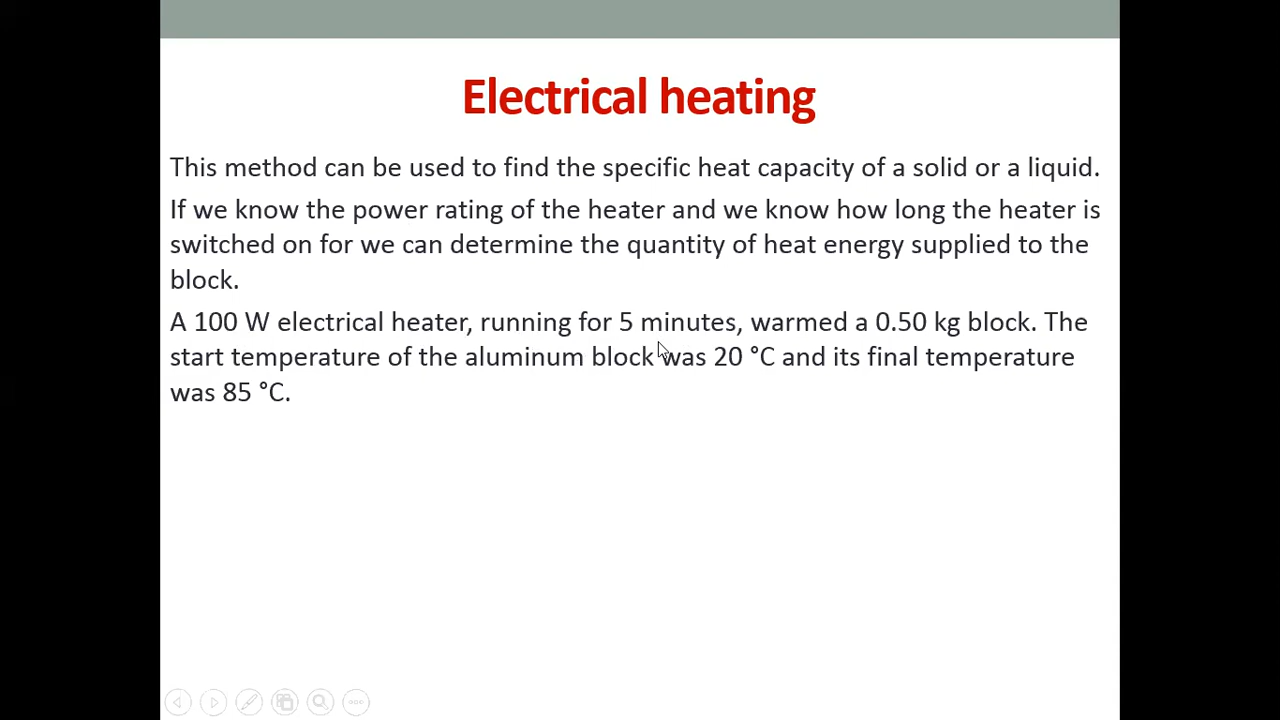 Electrical heating
This method can be used to find the specific heat capacity of a solid or a liquid.
If we know the power rating of the heater and we know how long the heater is
switched on for we can determine the quantity of heat energy supplied to the
block.
A 100 W electrical heater, running for 5 minutes, warmed a 0.50 kg block. The
start temperature of the aluminum block was 20 °C and its final temperature
was 85 °C.